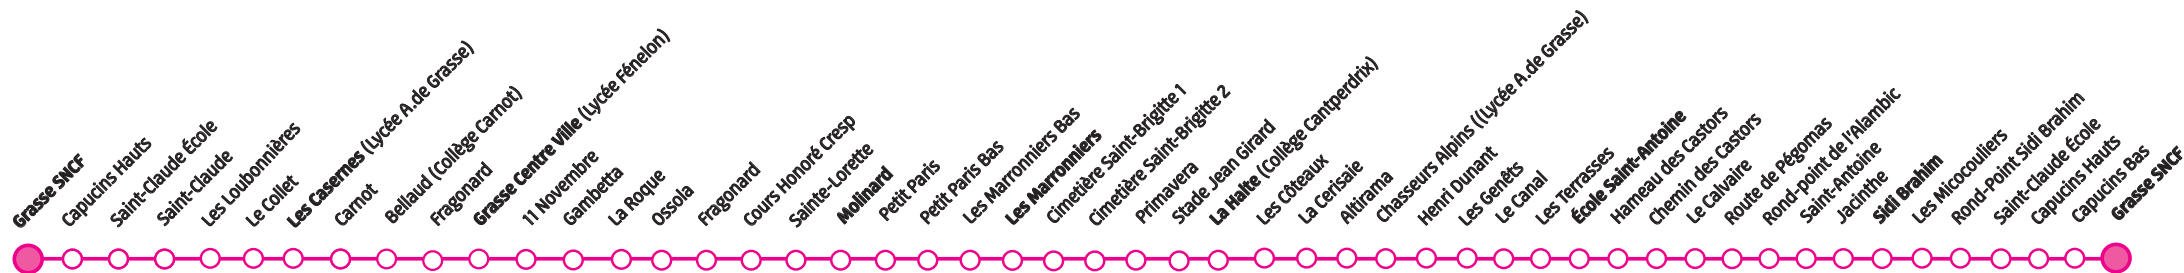 Grasse SNCF
Capucins Hauts
Saint-Claude École
Saint-Claude
Les Loubonnières
Le Collet
Les Casernes (Lycée A.de Grasse)
Carnot
Bellaud (Collège Carnot)
Fragonard
Grasse Centre Ville (Lycée Fénelon)
11 Novembre
Gambetta
La Roque
Ossola
Fragonard
Cours Honoré Cresp
Sainte-Lorette
Molinard
Petit Paris
Petit Paris Bas
Les Marronniers Bas
Les Marronniers
Cimetière Saint-Brigitte 1
Cimetière Saint-Brigitte 2
Primavera
Stade Jean Girard
La Halte (Collège Cantperdrix)
Les Côteaux
La Cerisaie
Altirama
Chasseurs Alpins ((Lycée A.de Grasse)
Henri Dunant
Les Genêts
Le Canal
Les Terrasses
École Saint-Antoine
Hameau des Castors
Chemin des Castors
Le Calvaire
Route de Pégomas
Rond-point de l'Alambic
Saint-Antoine
Jacinthe
Sidi Brahim
Les Micocouliers
Rond-Point Sidi Brahim
Saint-Claude École
Capucins Hauts
Capucins Bas
Grasse SNCF